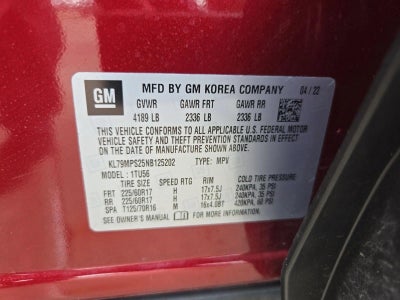 GM
MFD BY GM KOREA COMPANY 04/22
GVWR GAWR FRT GAWR RR
4189 LB 2336 LB 2336 LB
THIS VEHICLE CONFORMS TO ALL APPLICABLE U.S. FEDERAL MOTOR
VEHICLE SAFETY AND THEFT PREVENTION STANDARDS IN EFFECT ON
THE DATE OF MANUFACTURE SHOWN ABOVE.
KL79MPS25NB125202 TYPE: MPV
MODEL: 1TU56
TIRE SIZE SPEED RTG RIM COLD TIRE PRESSURE
FRT 225/60R17 H 17x7.5J 240KPA, 35 PSI
RR 225/60R17 H 17x7.5J 240KPA, 35 PSI
SPA T125/70R16 M 16x4.0BT 420KPA, 60 PSI
SEE OWNER'S MANUAL FOR MORE INFORMATION.